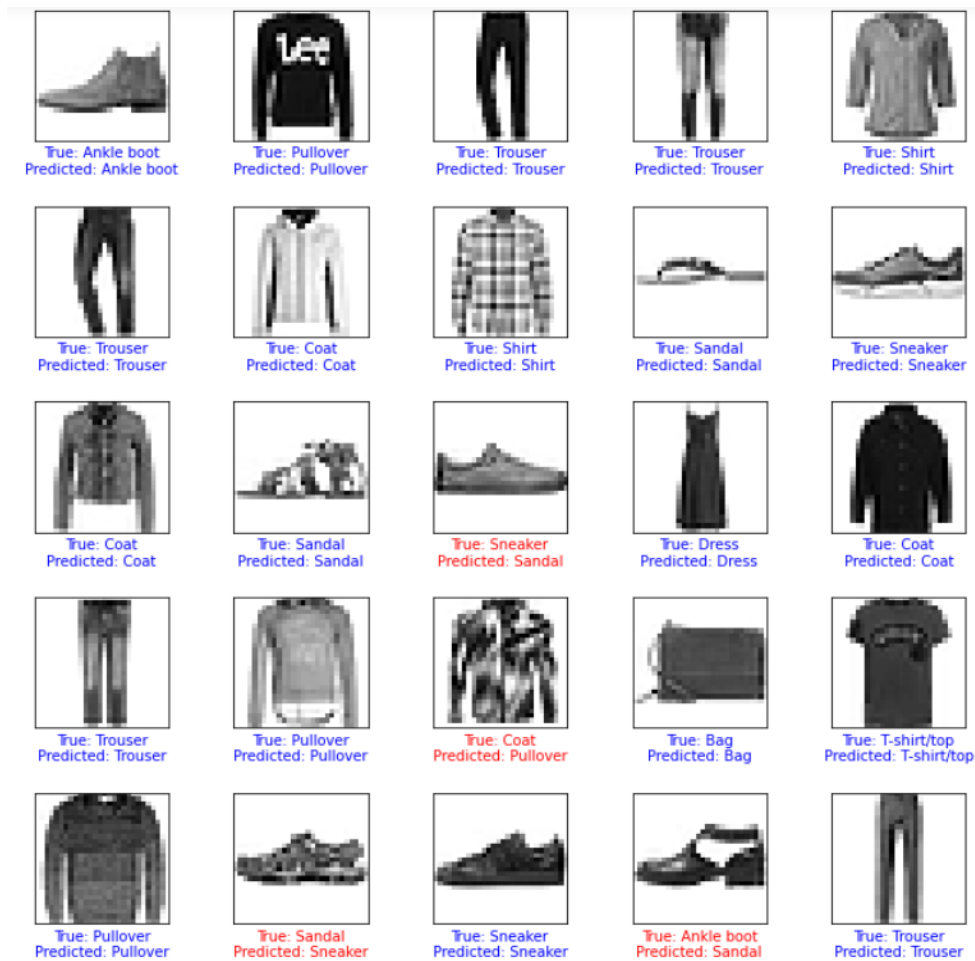 Lee
True: Ankle boot
Predicted: Ankle boot
True: Pullover
Predicted: Pullover
True: Trouser
Predicted: Trouser
True: Trouser
Predicted: Trouser
True: Shirt
Predicted: Shirt
True: Trouser
Predicted: Trouser
True: Coat
Predicted: Coat
True: Shirt
Predicted: Shirt
True: Sandal
Predicted: Sandal
True: Sneaker
Predicted: Sneaker
True: Coat
Predicted: Coat
True: Sandal
Predicted: Sandal
True: Sneaker
Predicted: Sandal
True: Dress
Predicted: Dress
True: Coat
Predicted: Coat
True: Trouser
Predicted: Trouser
True: Pullover
Predicted: Pullover
True: Coat
Predicted: Pullover
True: Bag
Predicted: Bag
True: T-shirt/top
Predicted: T-shirt/top
True: Pullover
Predicted: Pullover
True: Sandal
Predicted: Sneaker
True: Sneaker
Predicted: Sneaker
True: Ankle boot
Predicted: Sandal
True: Trouser
Predicted: Trouser